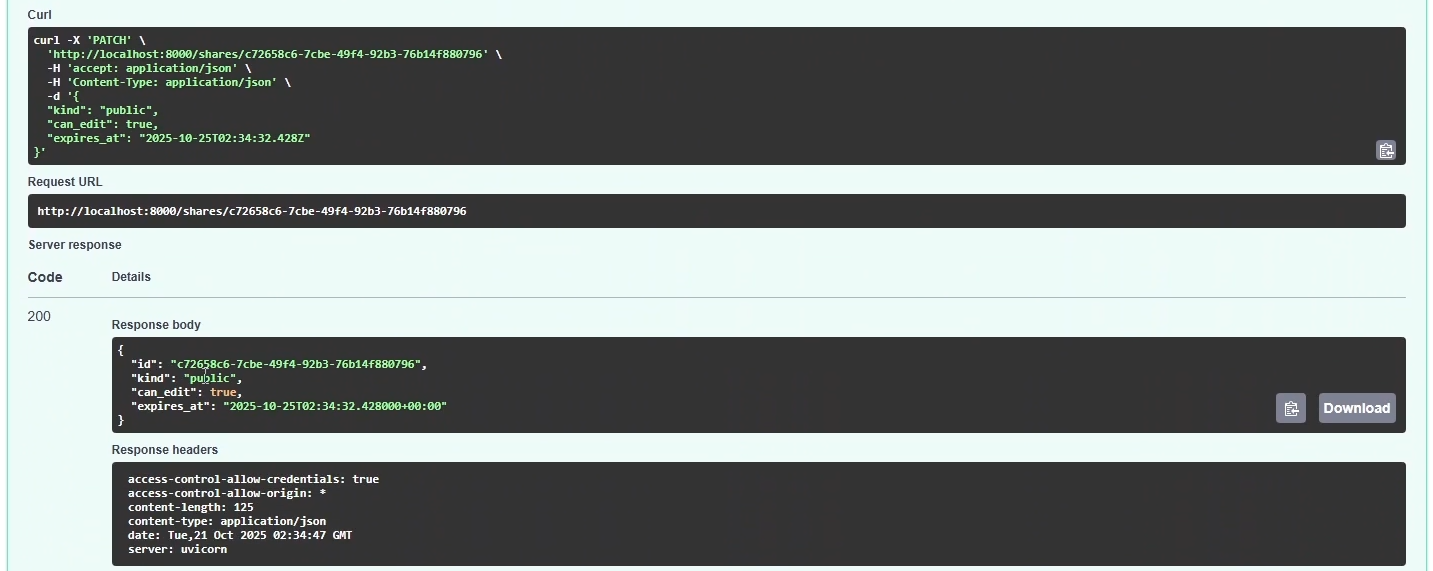 Curl
curl -X 'PATCH' \
'http://localhost:8000/shares/c72658c6-7cbe-49f4-92b3-76b14f880796' \
-H 'accept: application/json' \
-H 'Content-Type: application/json' \
-d '{
"kind": "public",
"can_edit": true,
"expires_at": "2025-10-25T02:34:32.428Z"
}'
Request URL
http://localhost:8000/shares/c72658c6-7cbe-49f4-92b3-76b14f880796
Server response
Code Details
200
Response body
{
"id": "c72658c6-7cbe-49f4-92b3-76b14f880796",
"kind": "public",
"can_edit": true,
"expires_at": "2025-10-25T02:34:32.428000+00:00"
}
Download
Response headers
access-control-allow-credentials: true
access-control-allow-origin: *
content-length: 125
content-type: application/json
date: Tue,21 Oct 2025 02:34:47 GMT
server: uvicorn